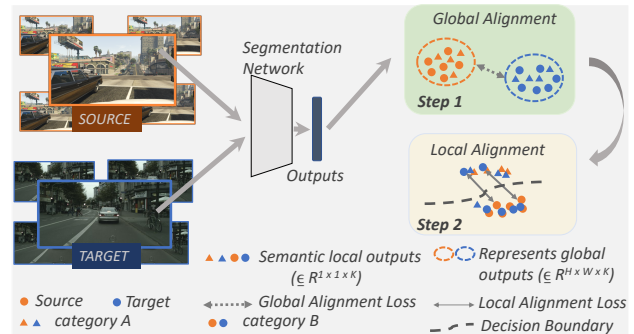 Global Alignment
Segmentation
Network
SOURCE
Step 1
Local Alignment
Outputs
Step 2
TARGET
Semantic local outputs
(∈ R^{1 x 1 x K})
Represents global
outputs (∈ R^{H x W x K})
Source
Target
Global Alignment Loss
Local Alignment Loss
category A
category B
Decision Boundary